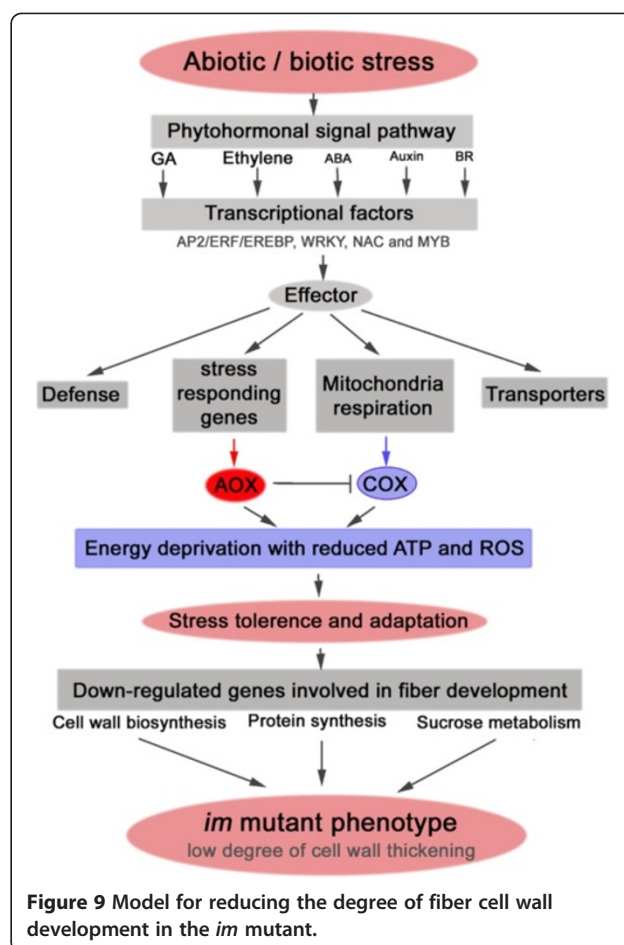 Abiotic / biotic stress
Phytohormonal signal pathway
GA Ethylene ABA Auxin BR
Transcriptional factors
AP2/ERF/EREBP, WRKY, NAC and MYB
Effector
Defense
stress
responding
genes
Mitochondria
respiration
Transporters
AOX
COX
Energy deprivation with reduced ATP and ROS
Stress tolerence and adaptation
Down-regulated genes involved in fiber development
Cell wall biosynthesis Protein synthesis Sucrose metabolism
im mutant phenotype
low degree of cell wall thickening
Figure 9 Model for reducing the degree of fiber cell wall
development in the im mutant.